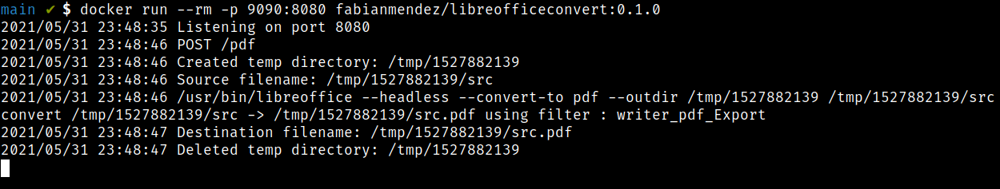 main ✔ $ docker run --rm -p 9090:8080 fabianmendez/libreofficeconvert:0.1.0
2021/05/31 23:48:35 Listening on port 8080
2021/05/31 23:48:46 POST /pdf
2021/05/31 23:48:46 Created temp directory: /tmp/1527882139
2021/05/31 23:48:46 Source filename: /tmp/1527882139/src
2021/05/31 23:48:46 /usr/bin/libreoffice --headless --convert-to pdf --outdir /tmp/1527882139 /tmp/1527882139/src
convert /tmp/1527882139/src -> /tmp/1527882139/src.pdf using filter : writer_pdf_Export
2021/05/31 23:48:47 Destination filename: /tmp/1527882139/src.pdf
2021/05/31 23:48:47 Deleted temp directory: /tmp/1527882139